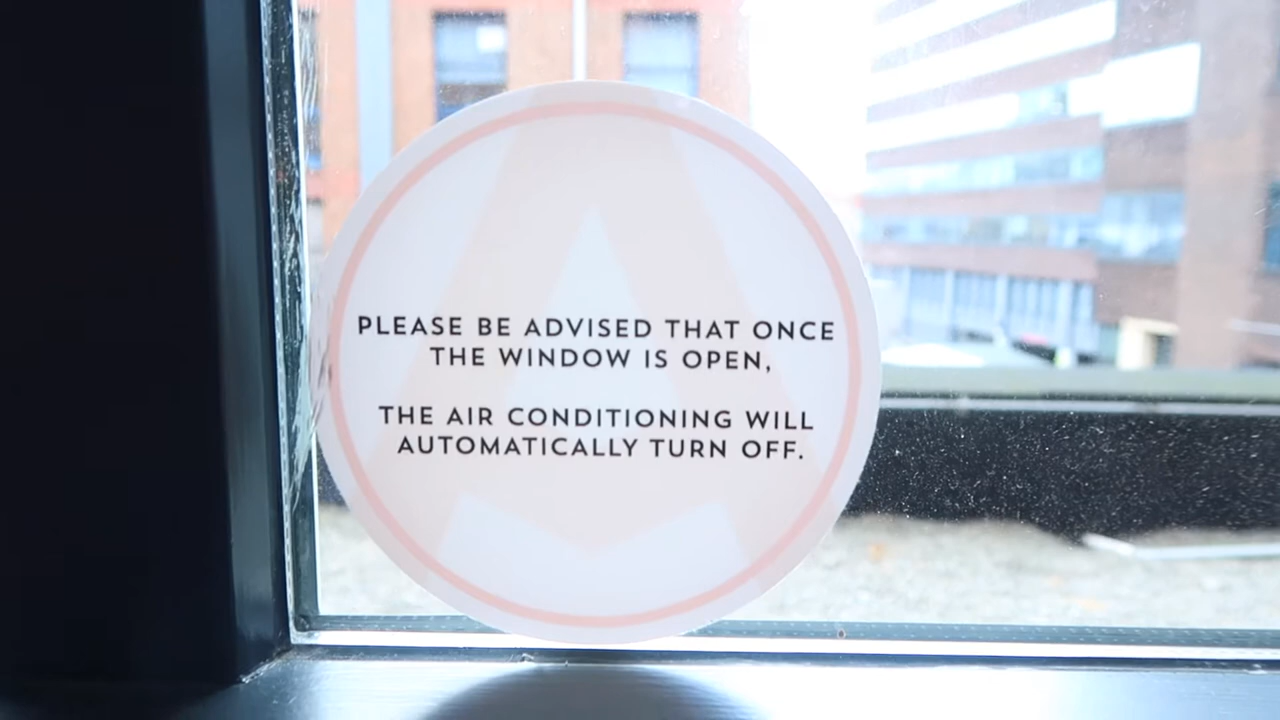 PLEASE BE ADVISED THAT ONCE
THE WINDOW IS OPEN,
THE AIR CONDITIONING WILL
AUTOMATICALLY TURN OFF.